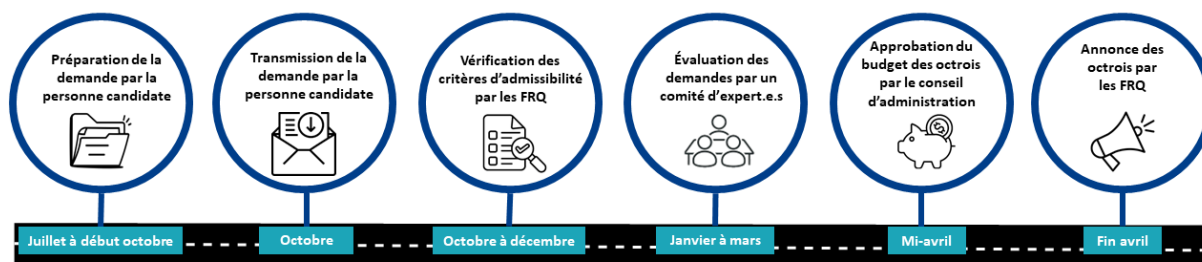 Préparation de la
demande par la
personne candidate
Transmission de la
demande par la
personne candidate
Vérification des
critères d'admissibilité
par les FRQ
Évaluation des
demandes par un
comité d'expert.e.s
Approbation du
budget des octrois
par le conseil
d'administration
Annonce des
octrois par
les FRQ
Juillet à début octobre
Octobre
Octobre à décembre
Janvier à mars
Mi-avril
Fin avril